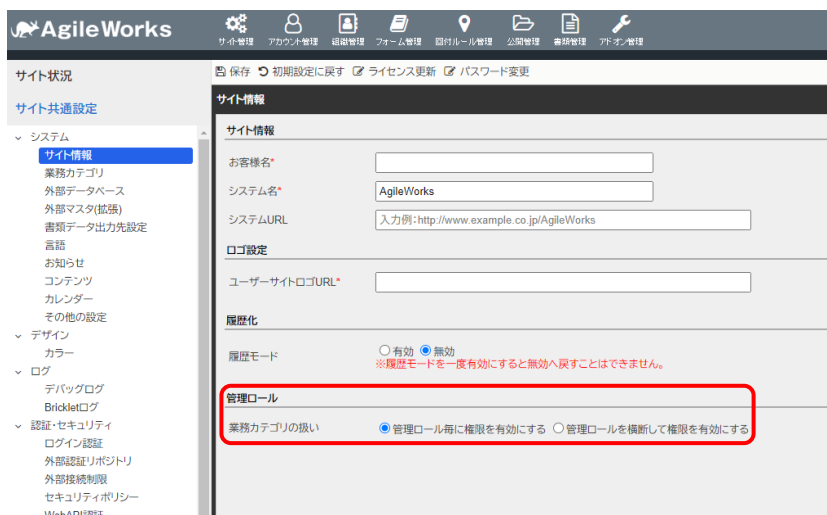 AgileWorks
サイト管理 アカウント管理 組織管理 フォーム管理 回付ルール管理 公開管理 書類管理 アドオン管理
サイト状況
サイト共通設定
システム
サイト情報
業務カテゴリ
外部データベース
外部マスタ(拡張)
書類データ出力先設定
言語
お知らせ
コンテンツ
カレンダー
その他の設定
デザイン
カラー
ログ
デバッグログ
Brickletログ
認証・セキュリティ
ログイン認証
外部認証リポジトリ
外部接続制限
セキュリティポリシー
WebAPI認証
保存 初期設定に戻す ライセンス更新 パスワード変更
サイト情報
サイト情報
お客様名*
システム名* AgileWorks
システムURL 入力例:http://www.example.co.jp/AgileWorks
ロゴ設定
ユーザーサイトロゴURL*
履歴化
履歴モード 有効 無効
※履歴モードを一度有効にすると無効へ戻すことはできません。
管理ロール
業務カテゴリの扱い 管理ロール毎に権限を有効にする 管理ロールを横断して権限を有効にする